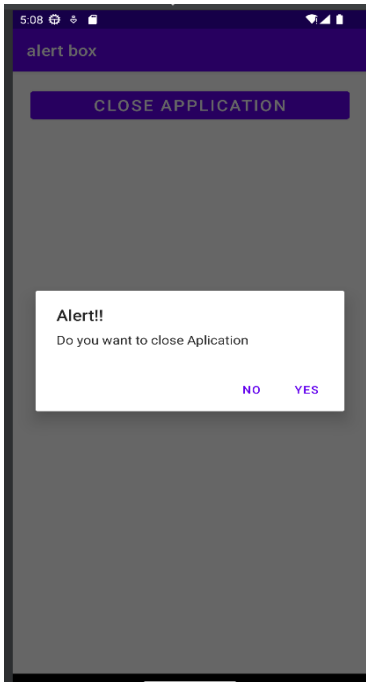 5:08
alert box
CLOSE APPLICATION
Alert!!
Do you want to close Aplication
NO YES